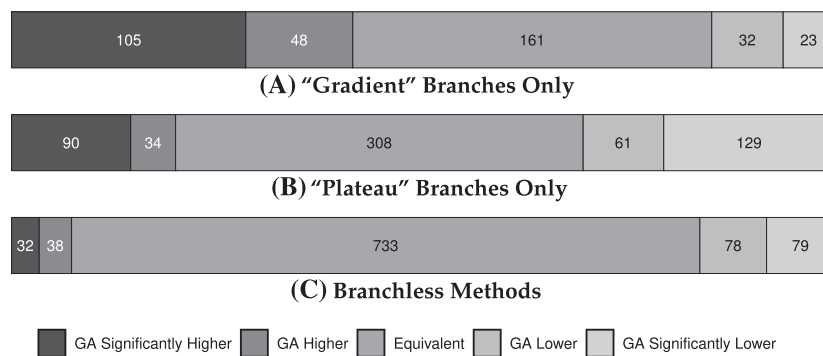 105 48 161 32 23
(A) “Gradient” Branches Only
90 34 308 61 129
(B) “Plateau” Branches Only
32 38 733 78 79
(C) Branchless Methods
GA Significantly Higher GA Higher Equivalent GA Lower GA Significantly Lower